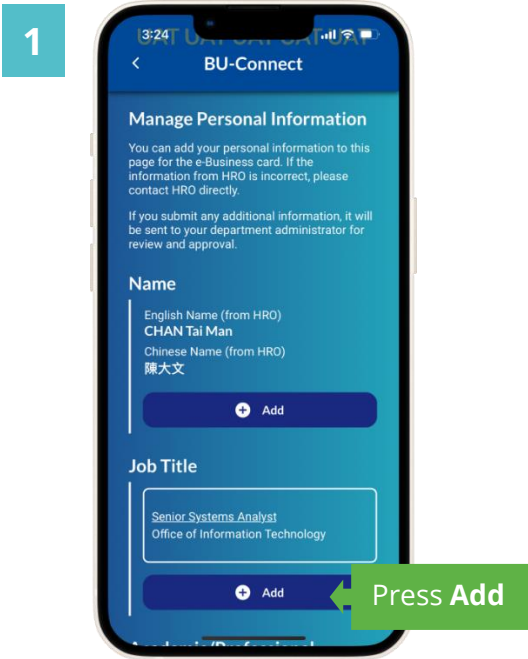 1
3:24
UAT UAT UAT UAT UAT
BU-Connect
Manage Personal Information
You can add your personal information to this
page for the e-Business card. If the
information from HRO is incorrect, please
contact HRO directly.
If you submit any additional information, it will
be sent to your department administrator for
review and approval.
Name
English Name (from HRO)
CHAN Tai Man
Chinese Name (from HRO)
陳大文
Add
Job Title
Senior Systems Analyst
Office of Information Technology
Add
Press Add
Academic/Professional